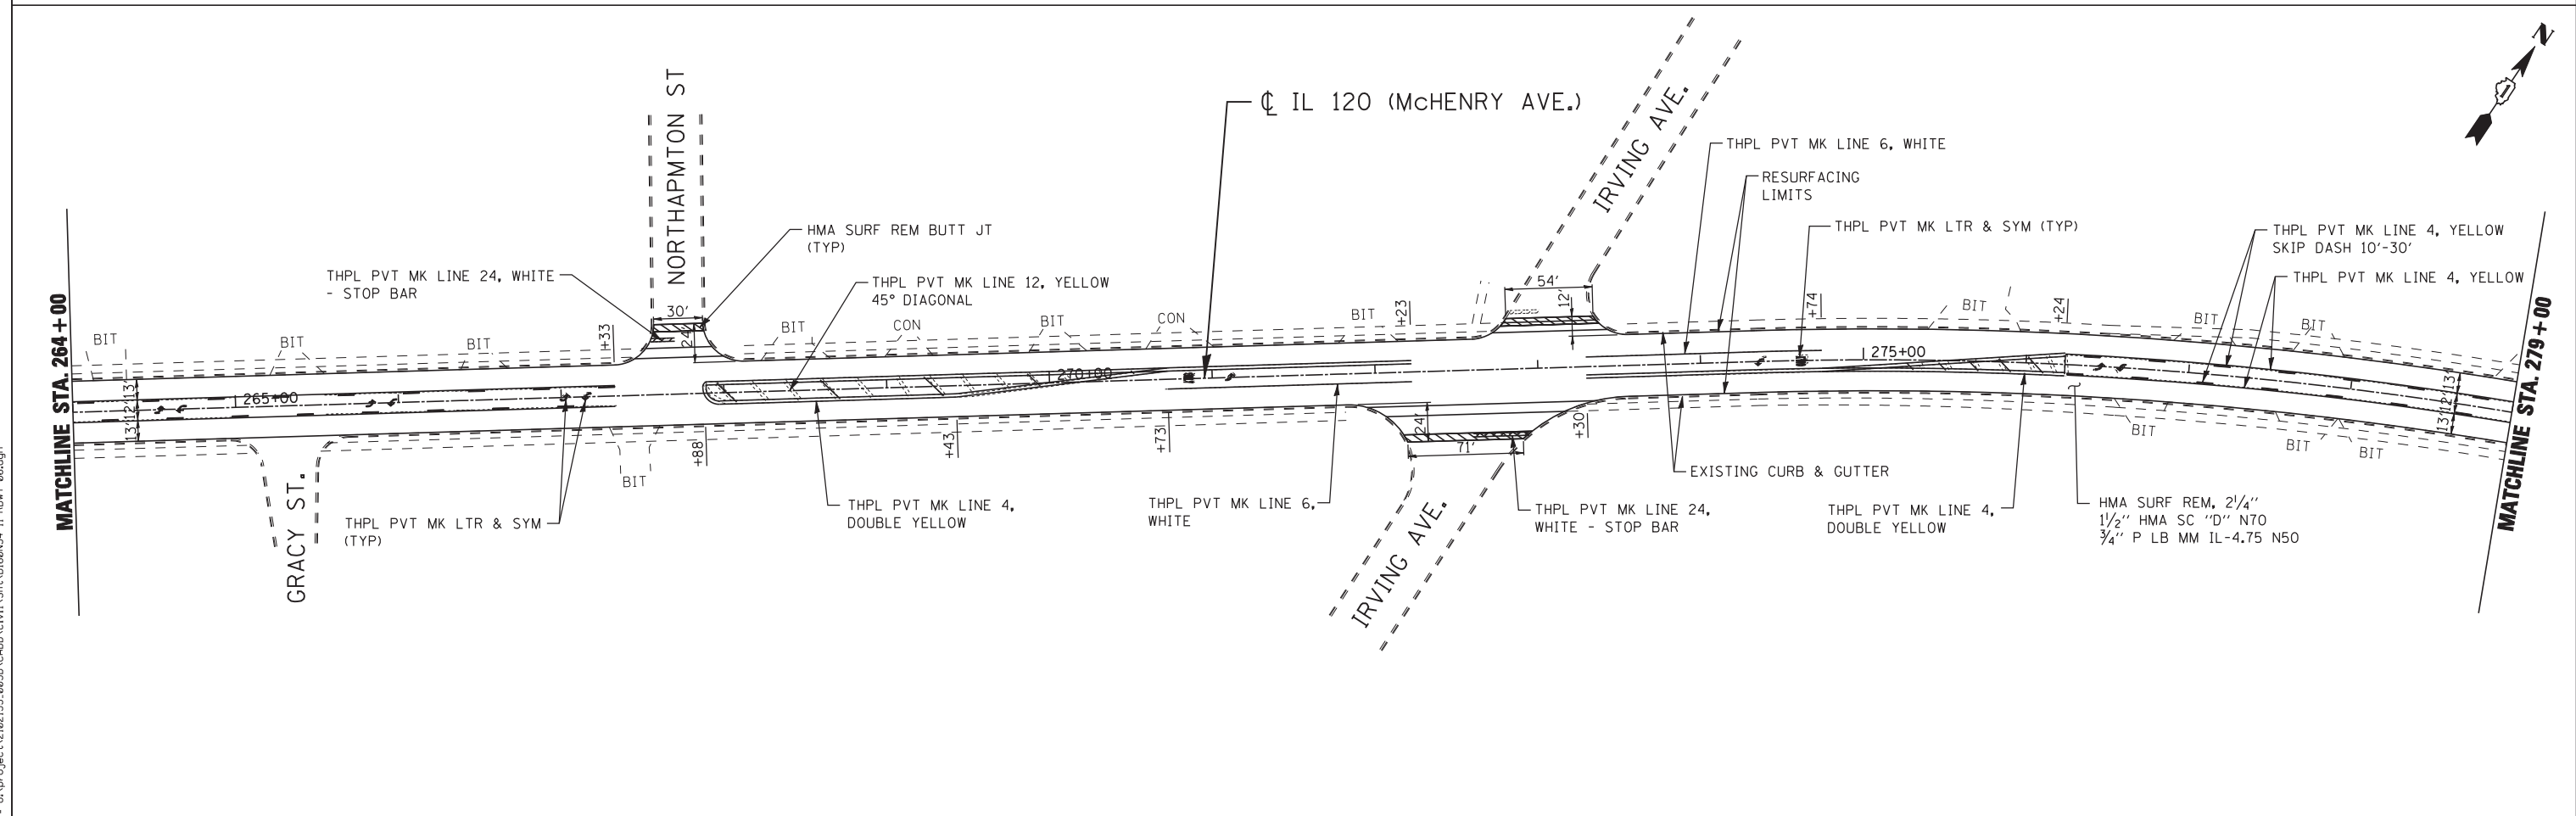 N
℄ IL 120 (McHENRY AVE.)
NORTHAPMTON ST
IRVING AVE.
THPL PVT MK LINE 6, WHITE
RESURFACING
LIMITS
THPL PVT MK LTR & SYM (TYP)
THPL PVT MK LINE 4, YELLOW
SKIP DASH 10'-30'
THPL PVT MK LINE 4, YELLOW
HMA SURF REM BUTT JT
(TYP)
THPL PVT MK LINE 24, WHITE
- STOP BAR
THPL PVT MK LINE 12, YELLOW
45° DIAGONAL
MATCHLINE STA. 264+00
MATCHLINE STA. 279+00
BIT
BIT
BIT
+33
30'
24'
BIT
CON
BIT
CON
BIT
+23
54'
12'
+74
BIT
+24
BIT
BIT
13'
12'
13'
265+00
270+00
275+00
13'
12'
13'
BIT
+88
+43
+73
24'
71'
+30
BIT
BIT
BIT
GRACY ST.
THPL PVT MK LTR & SYM
(TYP)
THPL PVT MK LINE 4,
DOUBLE YELLOW
THPL PVT MK LINE 6,
WHITE
IRVING AVE.
THPL PVT MK LINE 24,
WHITE - STOP BAR
EXISTING CURB & GUTTER
THPL PVT MK LINE 4,
DOUBLE YELLOW
HMA SURF REM, 2 1/4"
1 1/2" HMA SC "D" N70
3/4" P LB MM IL-4.75 N50